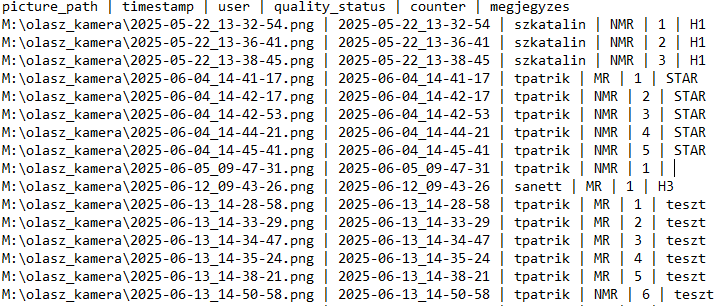 picture_path | timestamp | user | quality_status | counter | megjegyzes
M:\olasz_kamera\2025-05-22_13-32-54.png | 2025-05-22_13-32-54 | szkatalin | NMR | 1 | H1
M:\olasz_kamera\2025-05-22_13-36-41.png | 2025-05-22_13-36-41 | szkatalin | NMR | 2 | H1
M:\olasz_kamera\2025-05-22_13-38-45.png | 2025-05-22_13-38-45 | szkatalin | NMR | 3 | H1
M:\olasz_kamera\2025-06-04_14-41-17.png | 2025-06-04_14-41-17 | tpatrik | MR | 1 | STAR
M:\olasz_kamera\2025-06-04_14-42-17.png | 2025-06-04_14-42-17 | tpatrik | NMR | 2 | STAR
M:\olasz_kamera\2025-06-04_14-42-53.png | 2025-06-04_14-42-53 | tpatrik | NMR | 3 | STAR
M:\olasz_kamera\2025-06-04_14-44-21.png | 2025-06-04_14-44-21 | tpatrik | NMR | 4 | STAR
M:\olasz_kamera\2025-06-04_14-45-41.png | 2025-06-04_14-45-41 | tpatrik | NMR | 5 | STAR
M:\olasz_kamera\2025-06-05_09-47-31.png | 2025-06-05_09-47-31 | tpatrik | NMR | 1 |
M:\olasz_kamera\2025-06-12_09-43-26.png | 2025-06-12_09-43-26 | sanett | MR | 1 | H3
M:\olasz_kamera\2025-06-13_14-28-58.png | 2025-06-13_14-28-58 | tpatrik | MR | 1 | teszt
M:\olasz_kamera\2025-06-13_14-33-29.png | 2025-06-13_14-33-29 | tpatrik | MR | 2 | teszt
M:\olasz_kamera\2025-06-13_14-34-47.png | 2025-06-13_14-34-47 | tpatrik | MR | 3 | teszt
M:\olasz_kamera\2025-06-13_14-35-24.png | 2025-06-13_14-35-24 | tpatrik | MR | 4 | teszt
M:\olasz_kamera\2025-06-13_14-38-21.png | 2025-06-13_14-38-21 | tpatrik | MR | 5 | teszt
M:\olasz_kamera\2025-06-13_14-50-58.png | 2025-06-13_14-50-58 | tpatrik | NMR | 6 | teszt